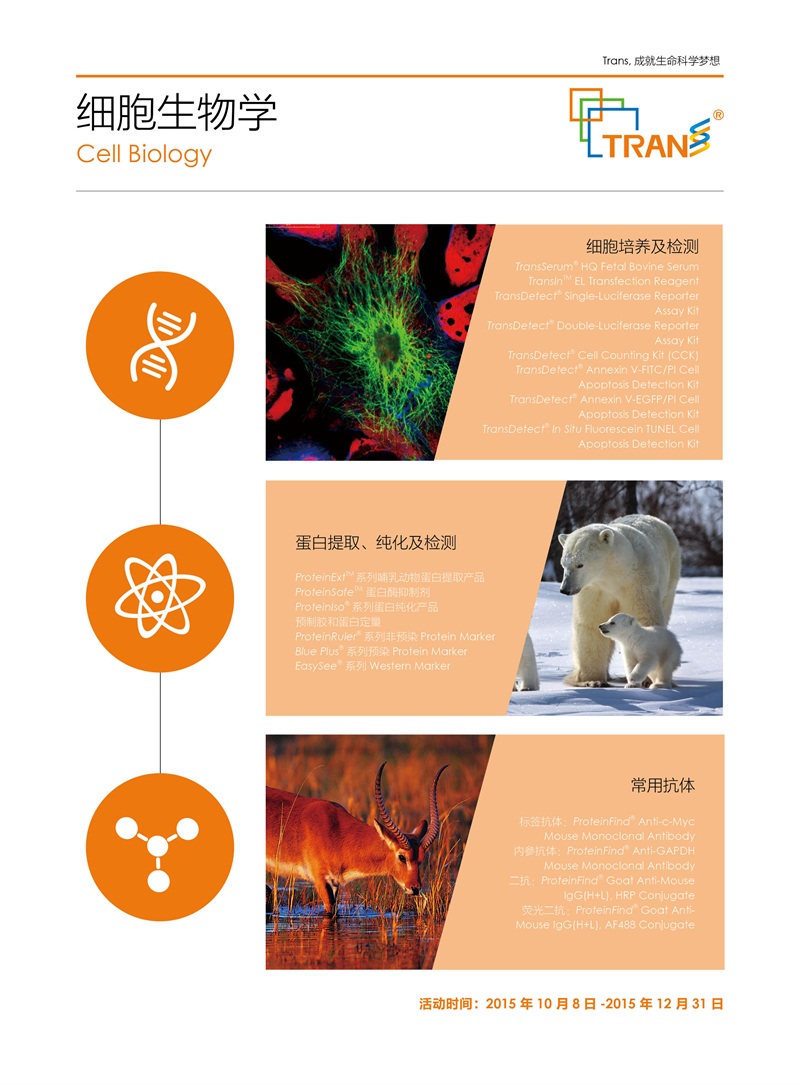 Trans, 成就生命科学梦想
细胞生物学
Cell Biology
TRANS®
细胞培养及检测
TransSerum® HQ Fetal Bovine Serum
TransIn™ EL Transfection Reagent
TransDetect® Single-Luciferase Reporter
Assay Kit
TransDetect® Double-Luciferase Reporter
Assay Kit
TransDetect® Cell Counting Kit (CCK)
TransDetect® Annexin V-FITC/PI Cell
Apoptosis Detection Kit
TransDetect® Annexin V-EGFP/PI Cell
Apoptosis Detection Kit
TransDetect® In Situ Fluorescein TUNEL Cell
Apoptosis Detection Kit
蛋白提取、纯化及检测
ProteinExt™ 系列哺乳动物蛋白提取产品
ProteinSafe™ 蛋白酶抑制剂
ProteinIso® 系列蛋白纯化产品
预制胶和蛋白定量
ProteinRuler® 系列非预染 Protein Marker
Blue Plus® 系列预染 Protein Marker
EasySee® 系列 Western Marker
常用抗体
标签抗体：ProteinFind® Anti-c-Myc
Mouse Monoclonal Antibody
内参抗体：ProteinFind® Anti-GAPDH
Mouse Monoclonal Antibody
二抗：ProteinFind® Goat Anti-Mouse
IgG(H+L), HRP Conjugate
荧光二抗：ProteinFind® Goat Anti-
Mouse IgG(H+L), AF488 Conjugate
活动时间：2015 年 10 月 8 日 -2015 年 12 月 31 日